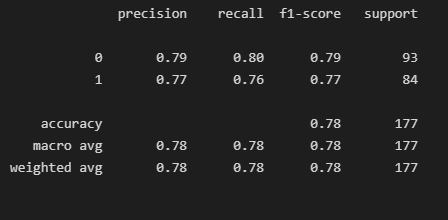 precision recall f1-score support
0 0.79 0.80 0.79 93
1 0.77 0.76 0.77 84
accuracy 0.78 177
macro avg 0.78 0.78 0.78 177
weighted avg 0.78 0.78 0.78 177